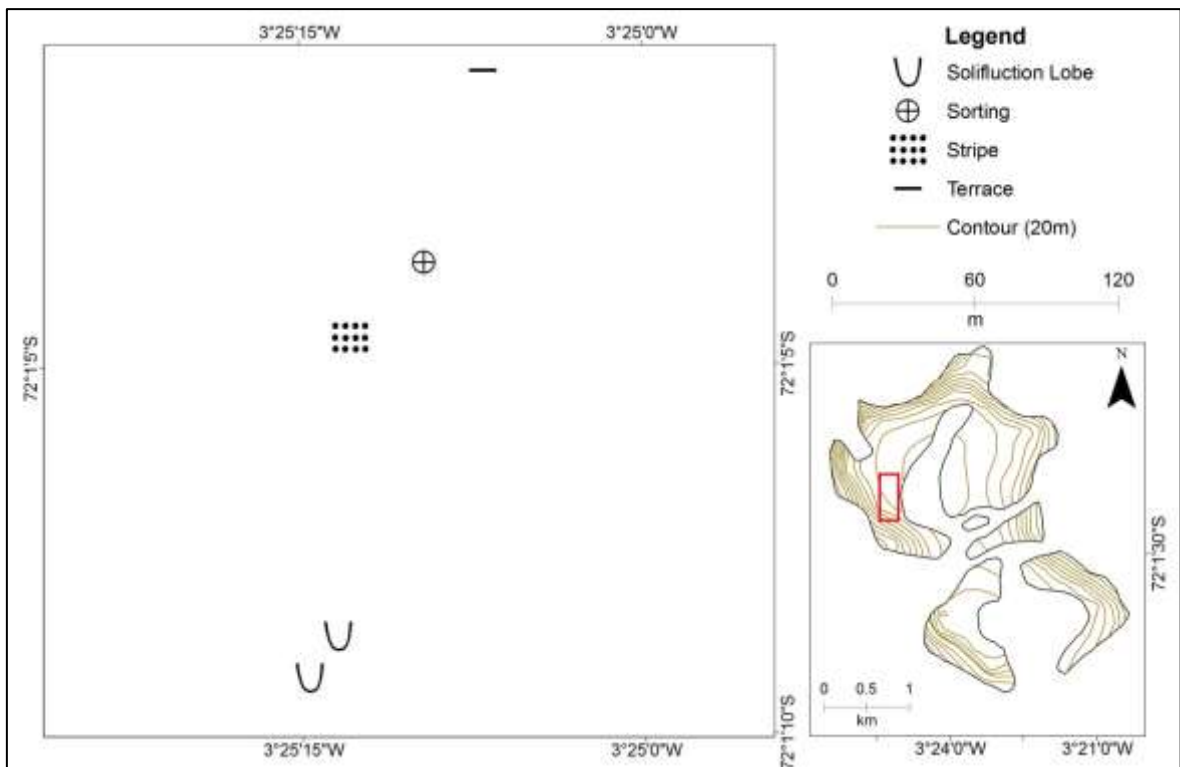 3°25'15"W 3°25'0"W
Legend
Solifluction Lobe
Sorting
Stripe
Terrace
Contour (20m)
0 60 120
m
72°1'5"S
72°1'5"S
N
72°1'30"S
0 0.5 1
km
72°1'10"S
3°25'15"W 3°25'0"W
3°24'0"W 3°21'0"W